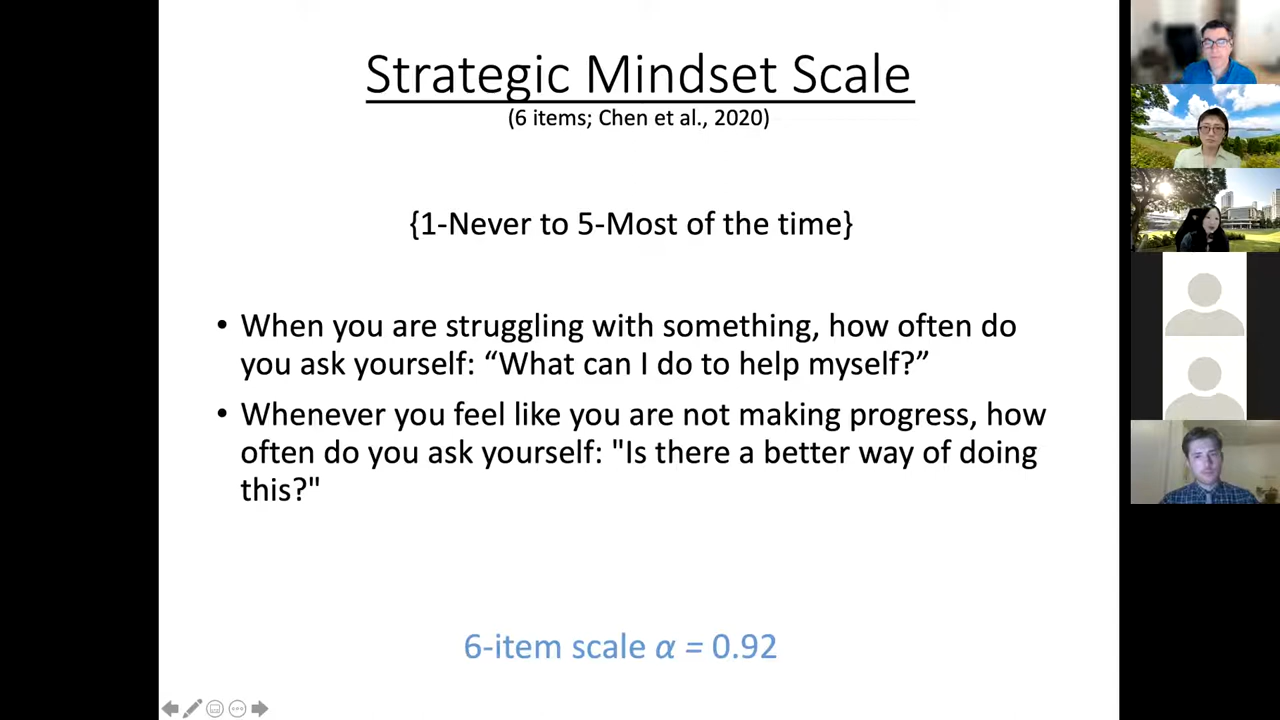 Strategic Mindset Scale
(6 items; Chen et al., 2020)
{1-Never to 5-Most of the time}
• When you are struggling with something, how often do
you ask yourself: “What can I do to help myself?”
• Whenever you feel like you are not making progress, how
often do you ask yourself: "Is there a better way of doing
this?"
6-item scale α = 0.92